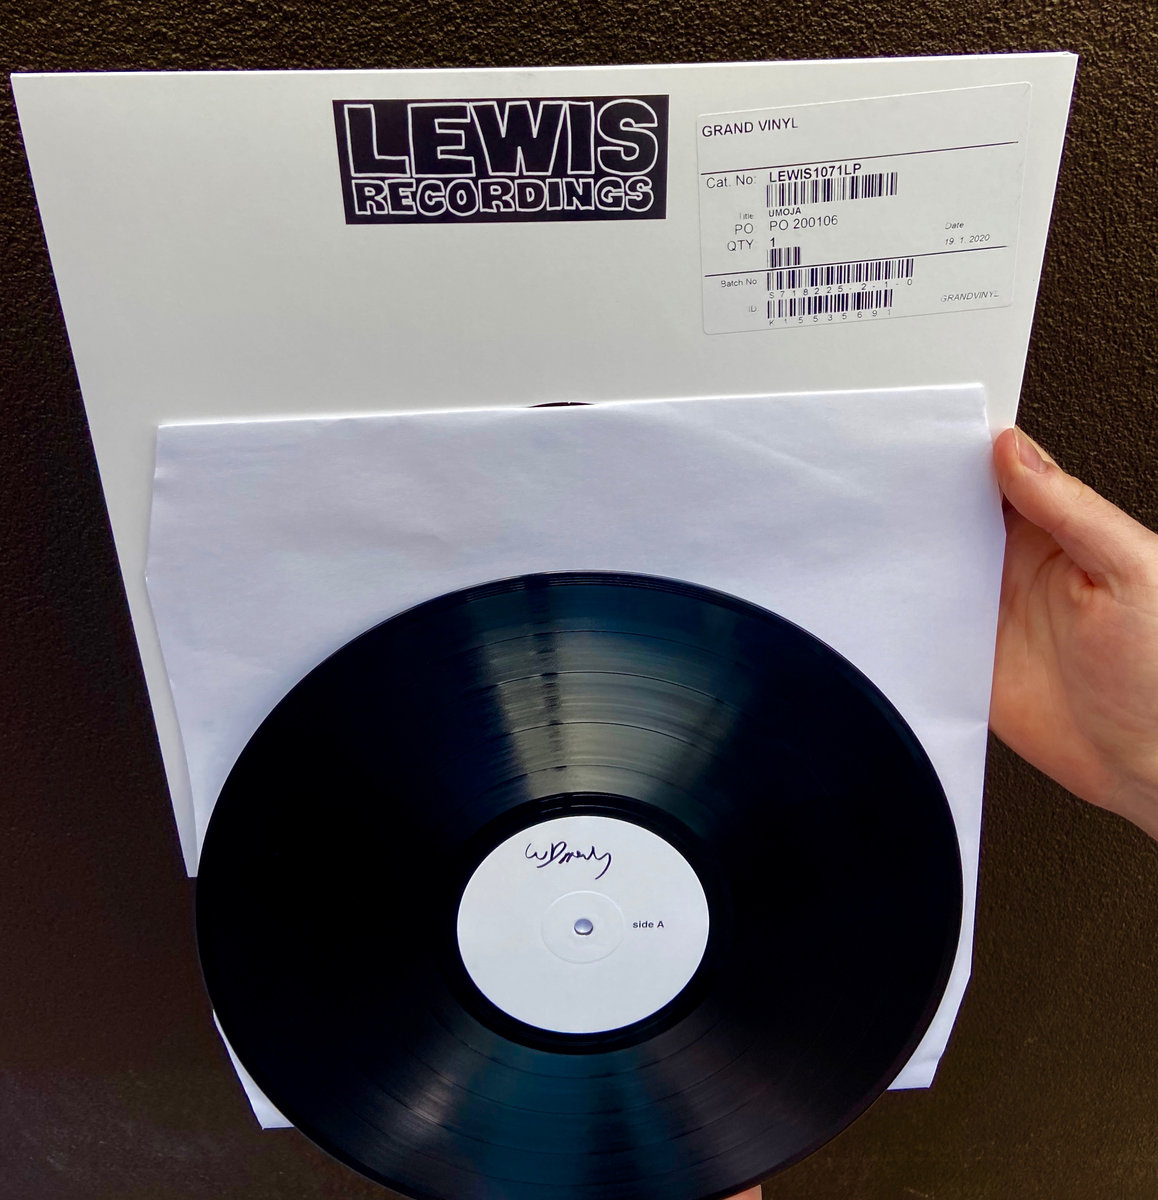 LEWIS
RECORDINGS
GRAND VINYL
Cat. No: LEWIS1071LP
Title UMOJA
PO PO 200106
QTY 1
Date
19. 1. 2020
Batch No
S718225-2-1-0
ID
K15535691
GRANDVINYL
side A